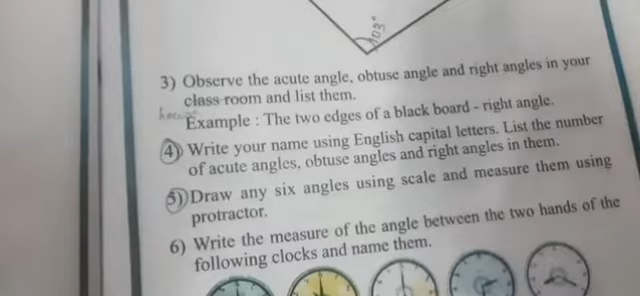 103°
3) Observe the acute angle, obtuse angle and right angles in your
class room and list them.
Example : The two edges of a black board - right angle.
4) Write your name using English capital letters. List the number
of acute angles, obtuse angles and right angles in them.
5) Draw any six angles using scale and measure them using
protractor.
6) Write the measure of the angle between the two hands of the
following clocks and name them.